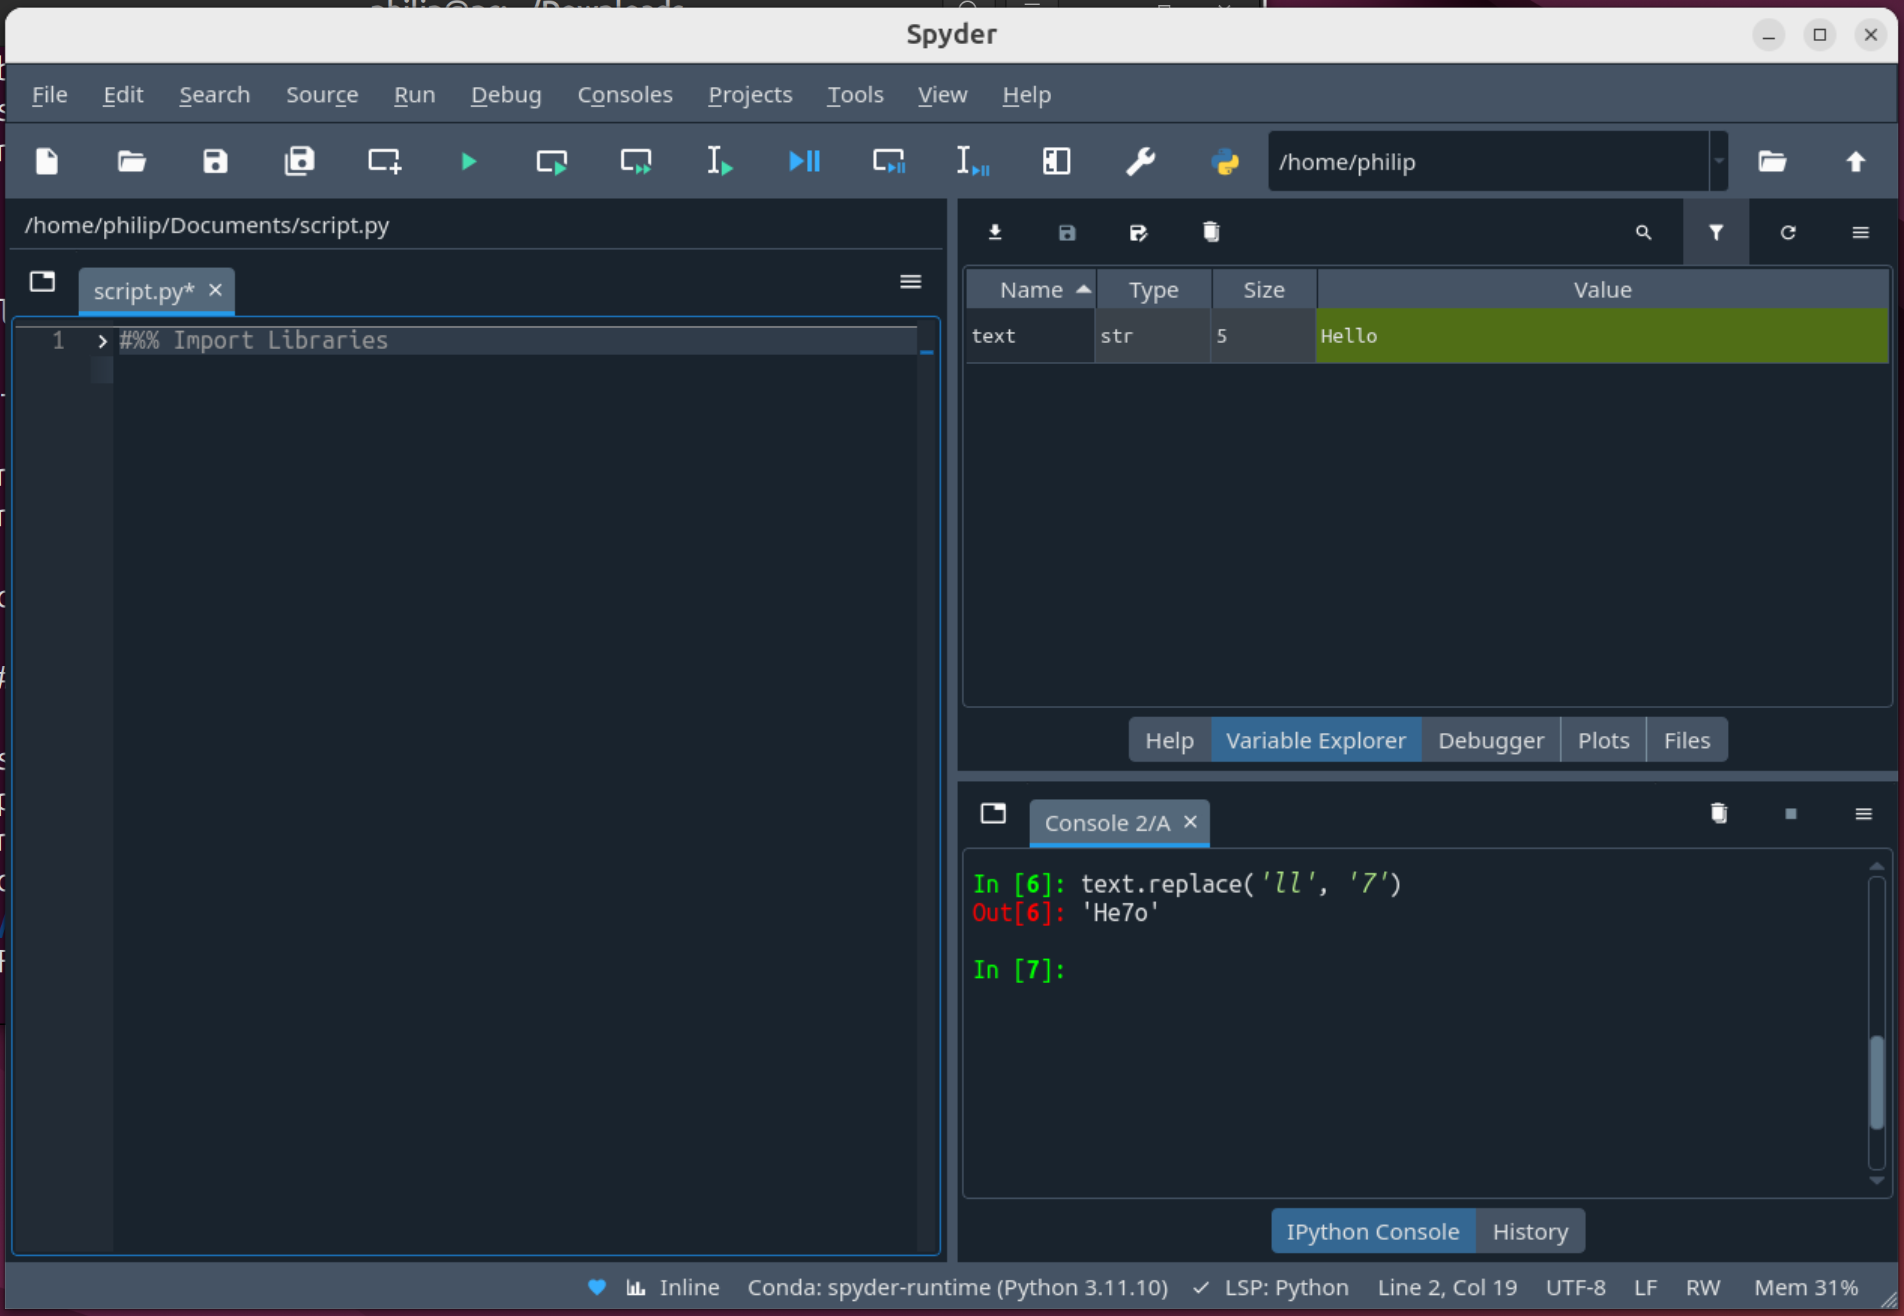 Spyder
File Edit Search Source Run Debug Consoles Projects Tools View Help
/home/philip
/home/philip/Documents/script.py
script.py*
1 #%% Import Libraries
Name Type Size Value
text str 5 Hello
Help Variable Explorer Debugger Plots Files
Console 2/A
In [6]: text.replace('ll', '7')
Out[6]: 'He7o'
In [7]:
IPython Console History
Inline Conda: spyder-runtime (Python 3.11.10) ✓ LSP: Python Line 2, Col 19 UTF-8 LF RW Mem 31%